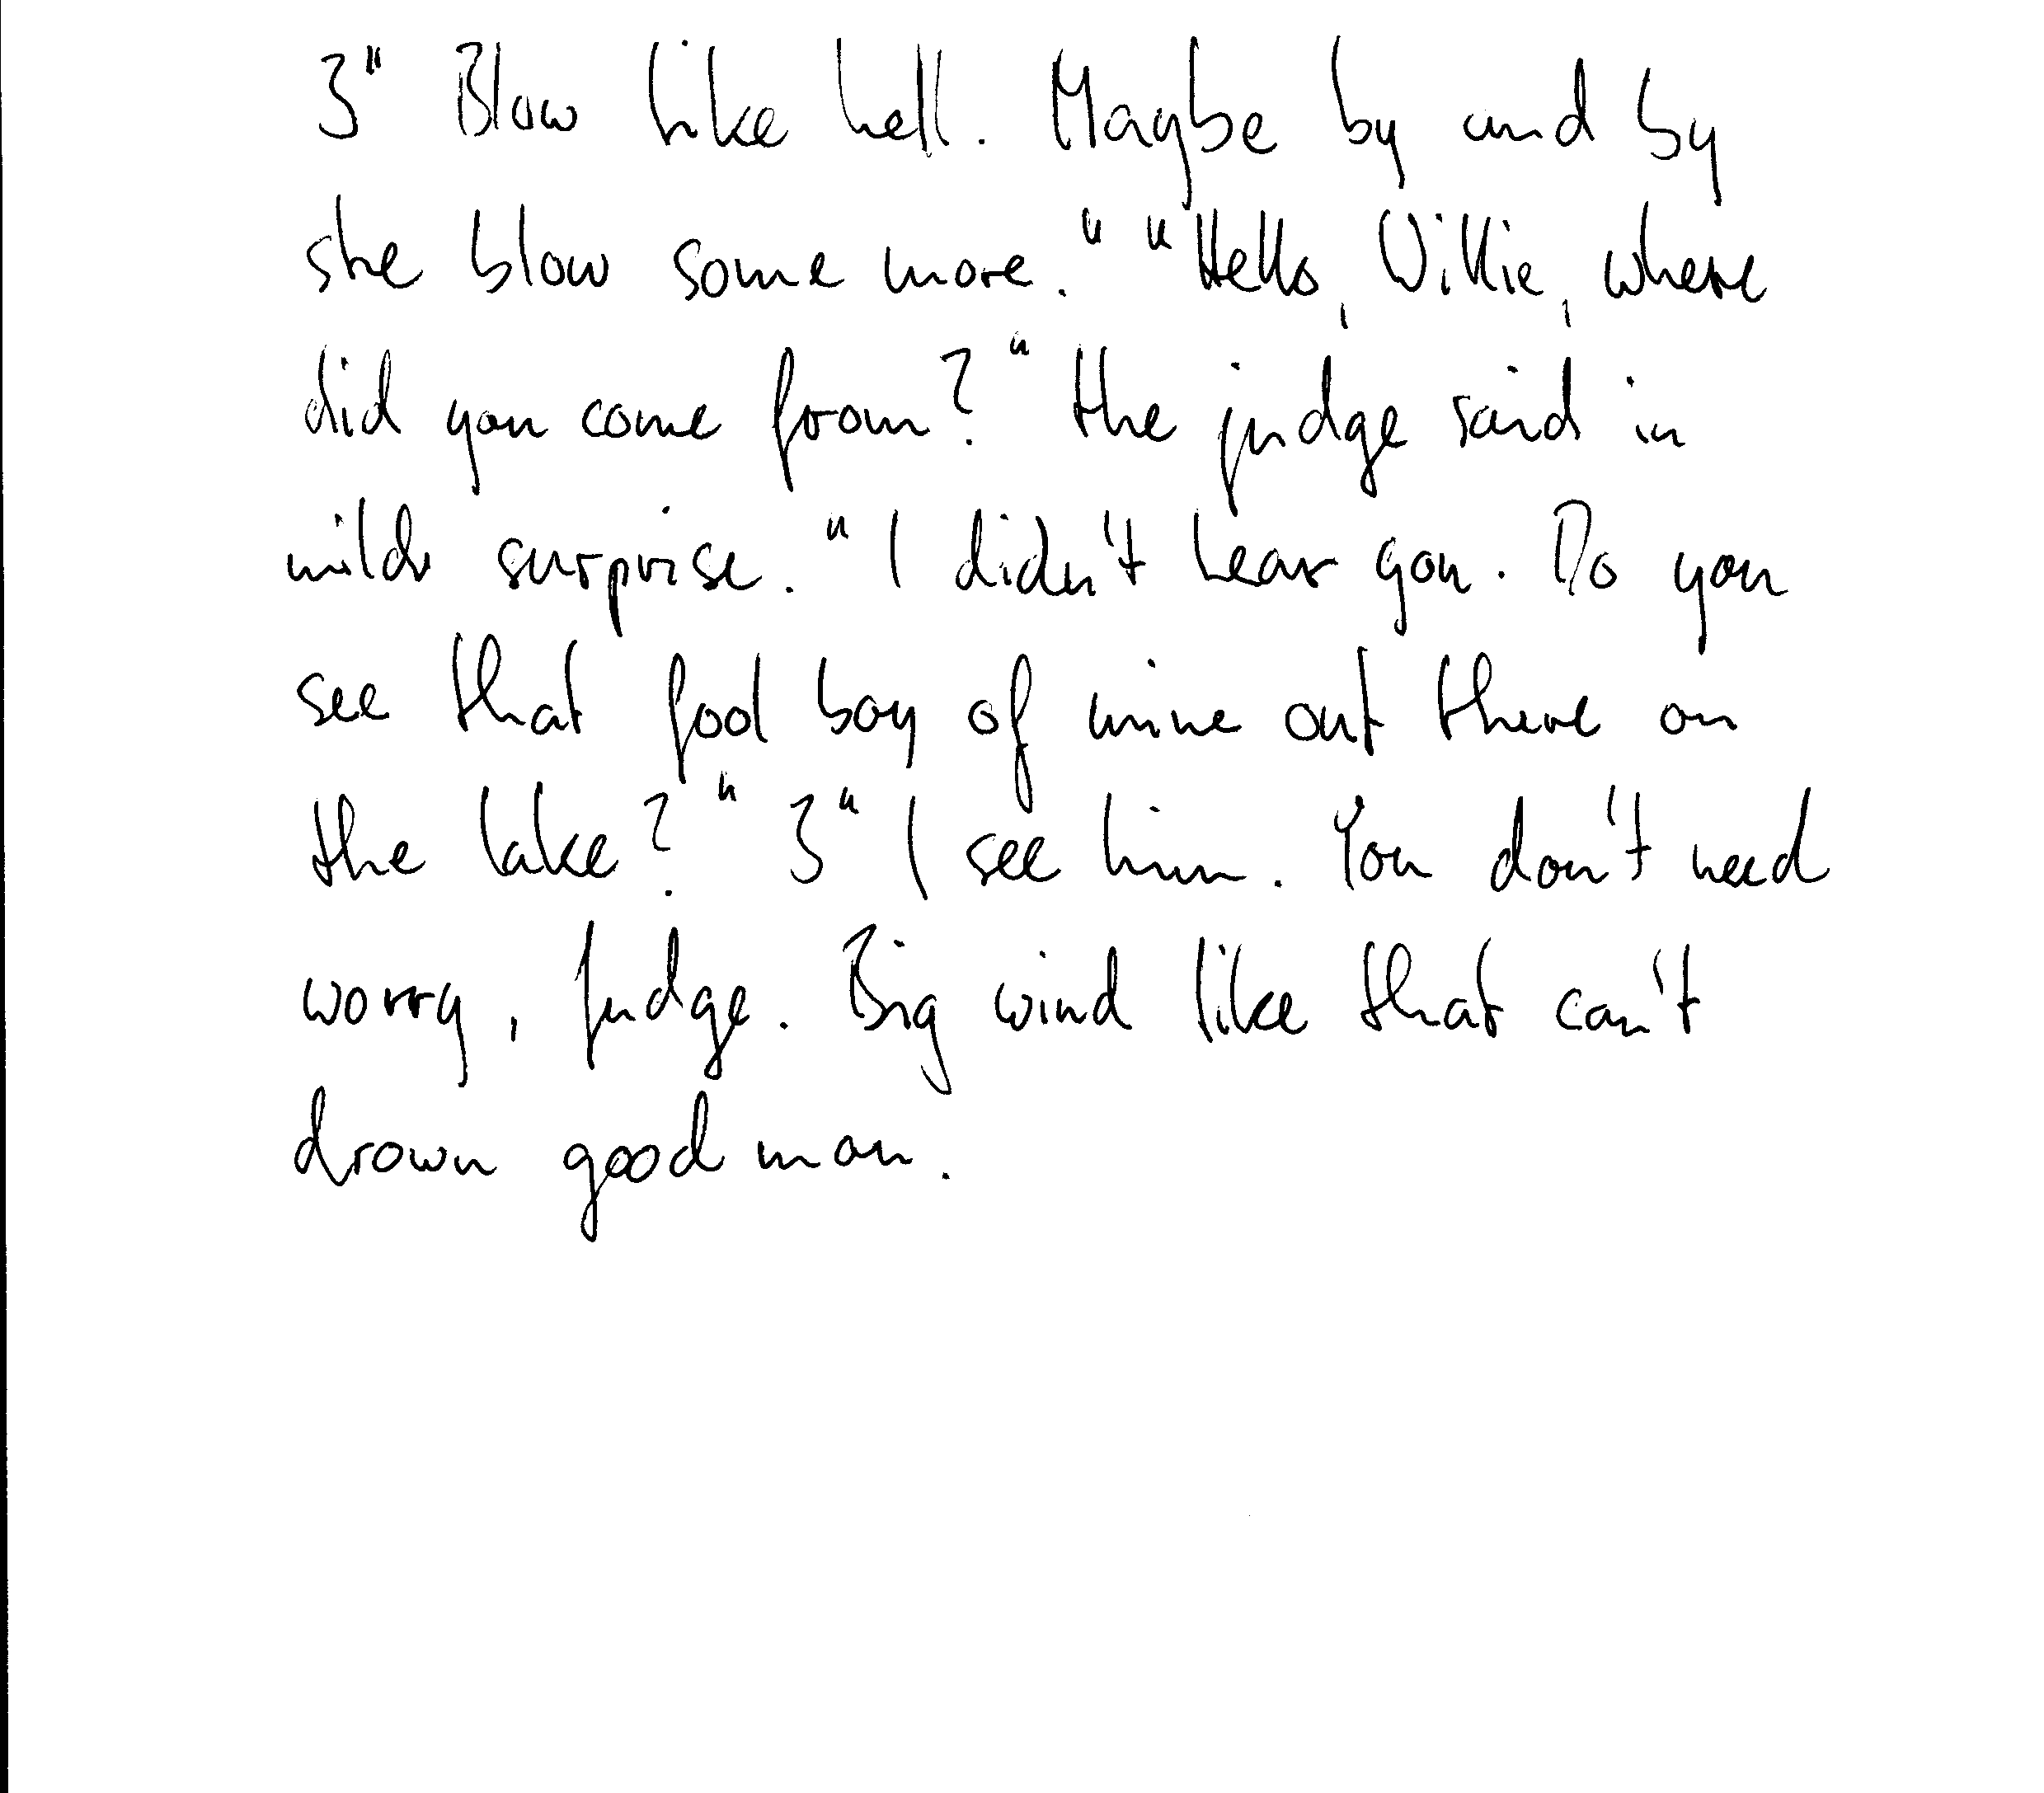 3" Blow like hell. Maybe by and by
she blow some more." "Hello, Willie, where
did you come from?" the judge said in
mild surprise. "I didn't hear you. Do you
see that fool boy of mine out there on
the lake?" 3" I see him. You don't need
worry, judge. Big wind like that can't
drown good man.